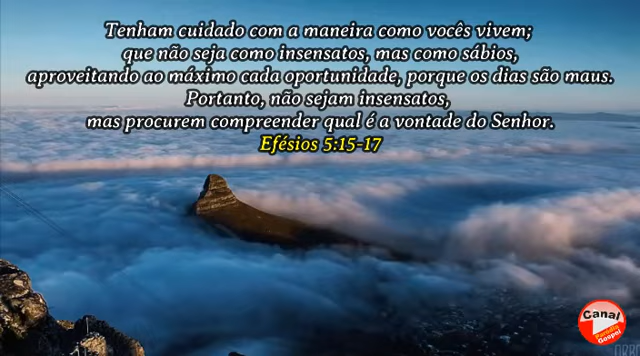 Tenham cuidado com a maneira como vocês vivem;
que não seja como insensatos, mas como sábios,
aproveitando ao máximo cada oportunidade, porque os dias são maus.
Portanto, não sejam insensatos,
mas procurem compreender qual é a vontade do Senhor.
Efésios 5:15-17
Canal
Gospel